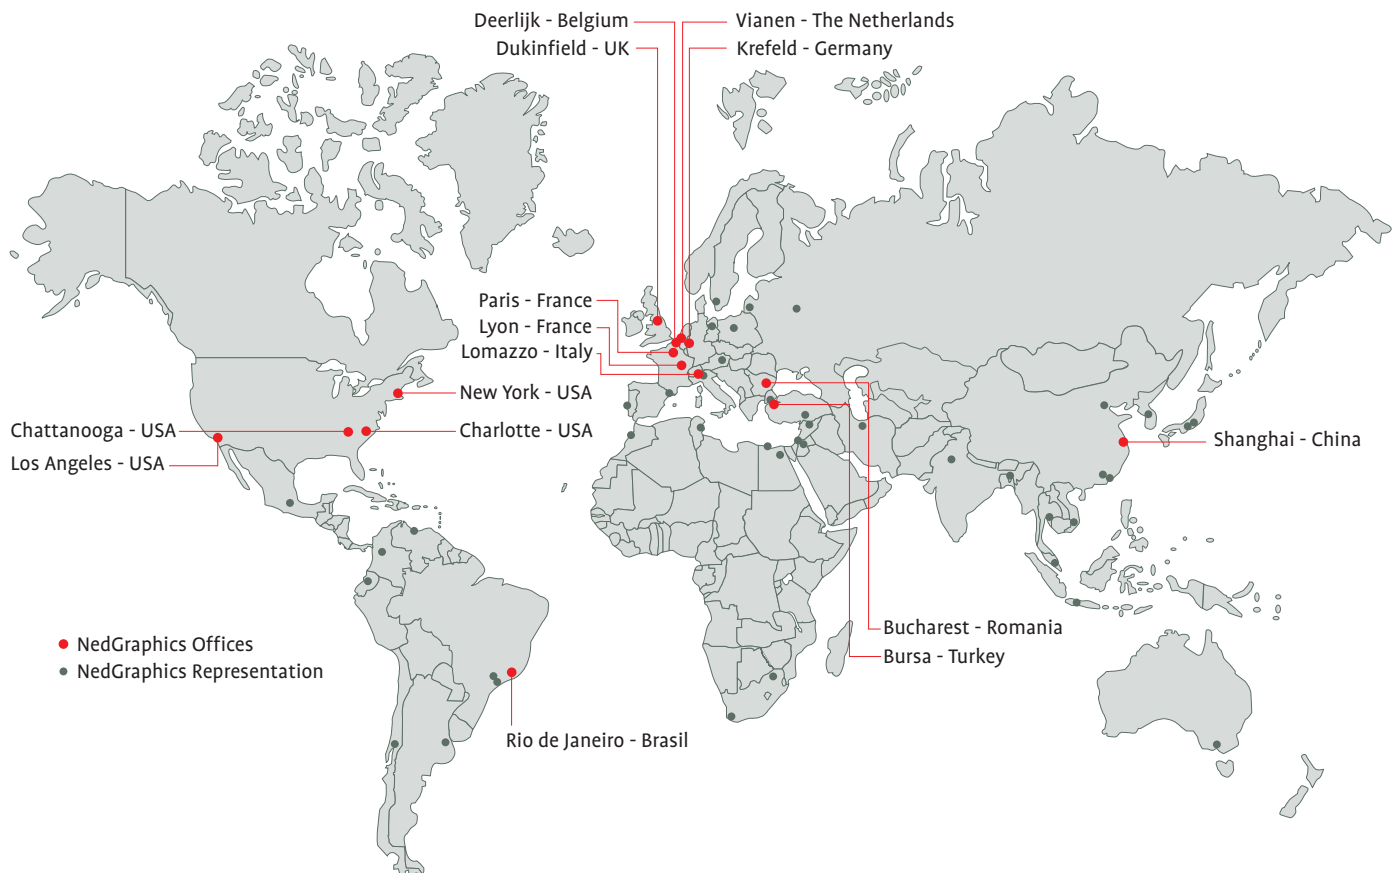 Deerlijk - Belgium
Vianen - The Netherlands
Dukinfield - UK
Krefeld - Germany
Paris - France
Lyon - France
Lomazzo - Italy
New York - USA
Chattanooga - USA
Charlotte - USA
Los Angeles - USA
Shanghai - China
Bucharest - Romania
Bursa - Turkey
NedGraphics Offices
NedGraphics Representation
Rio de Janeiro - Brasil